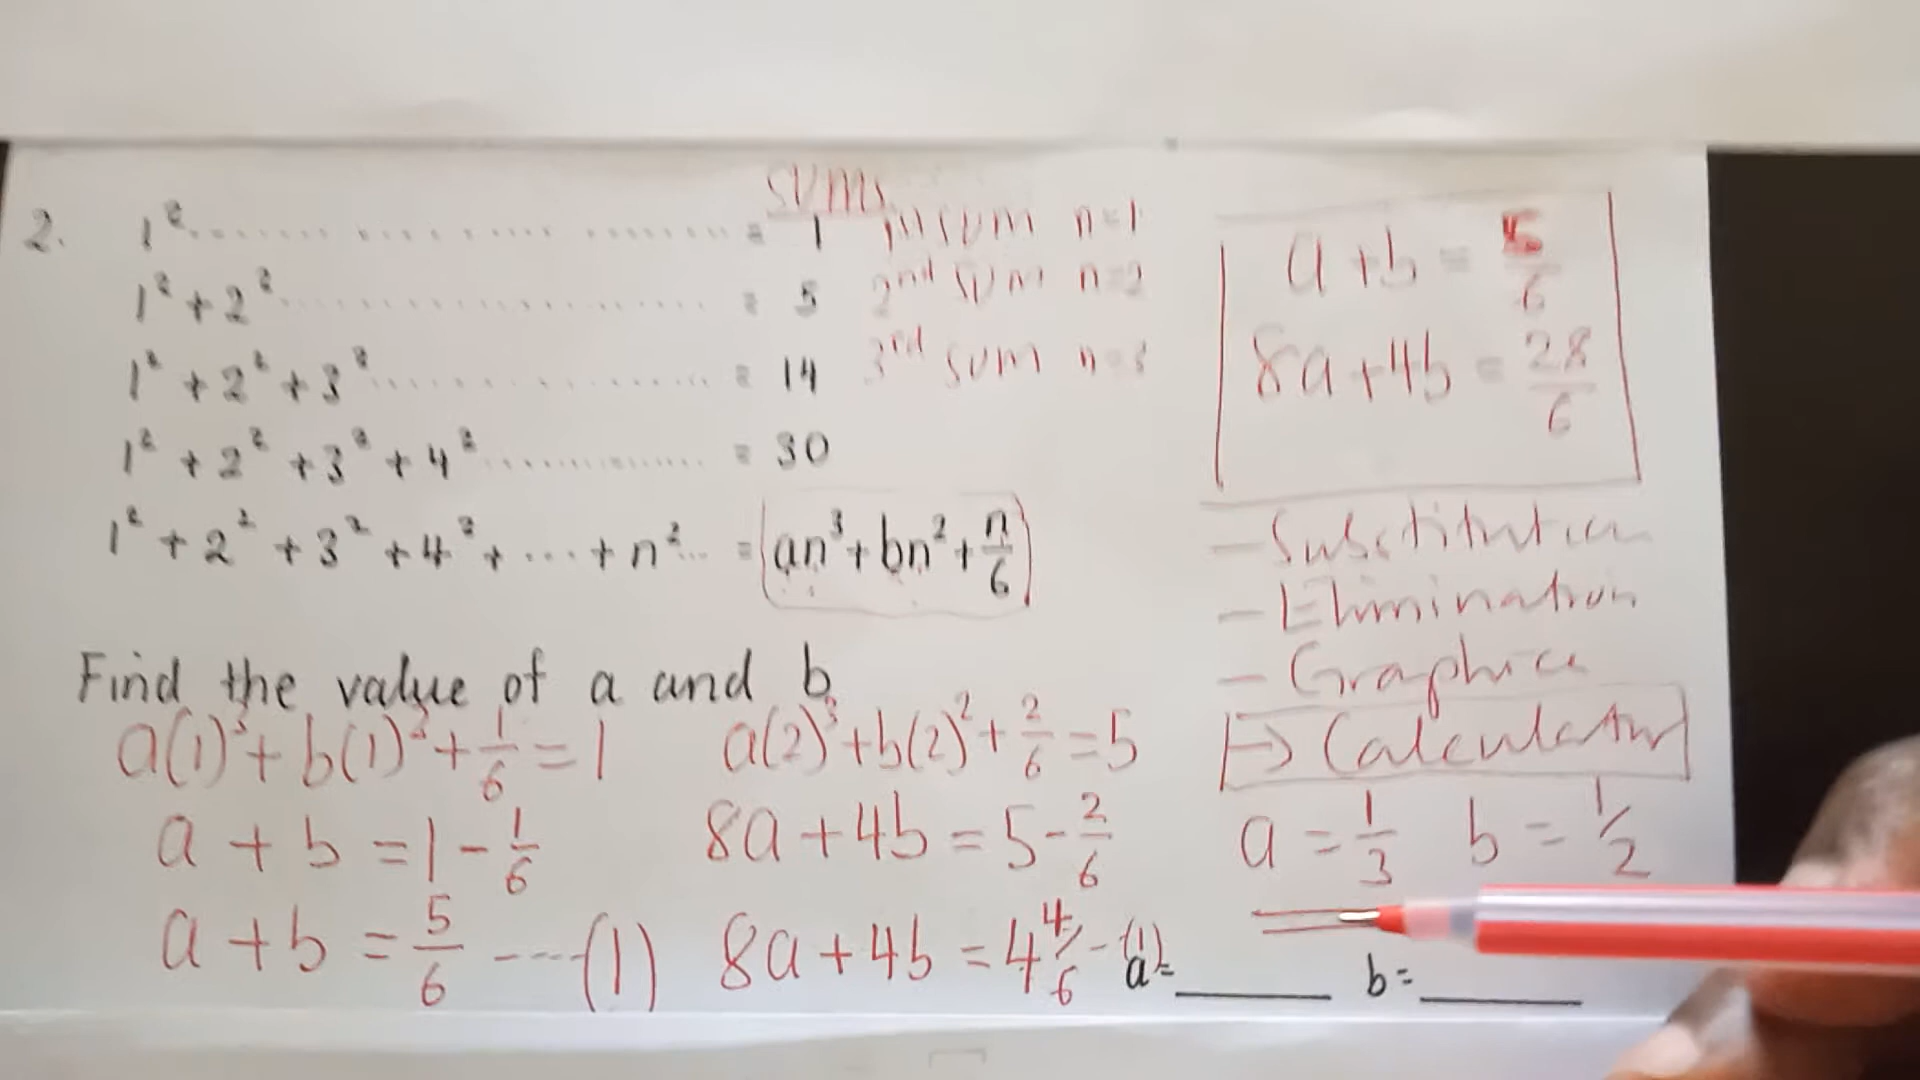 SUMS
2. 1² ........................ = 1 1st sum n=1
1² + 2² ........................ = 5 2nd sum n=2
1² + 2² + 3² ........................ = 14 3rd sum n=3
1² + 2² + 3² + 4² ............... = 30
1² + 2² + 3² + 4² + ... + n² ... = an³ + bn² + n/6
Find the value of a and b
a(1)³ + b(1)² + 1/6 = 1
a + b = 1 - 1/6
a + b = 5/6 ----(1)
a(2)³ + b(2)² + 2/6 = 5
8a + 4b = 5 - 2/6
8a + 4b = 4 4/6 -
a + b = 5/6
8a + 4b = 28/6
- Substitution
- Elimination
- Graphica
→ Calculator
a = 1/3 b = 1/2
a = ________ b = ________